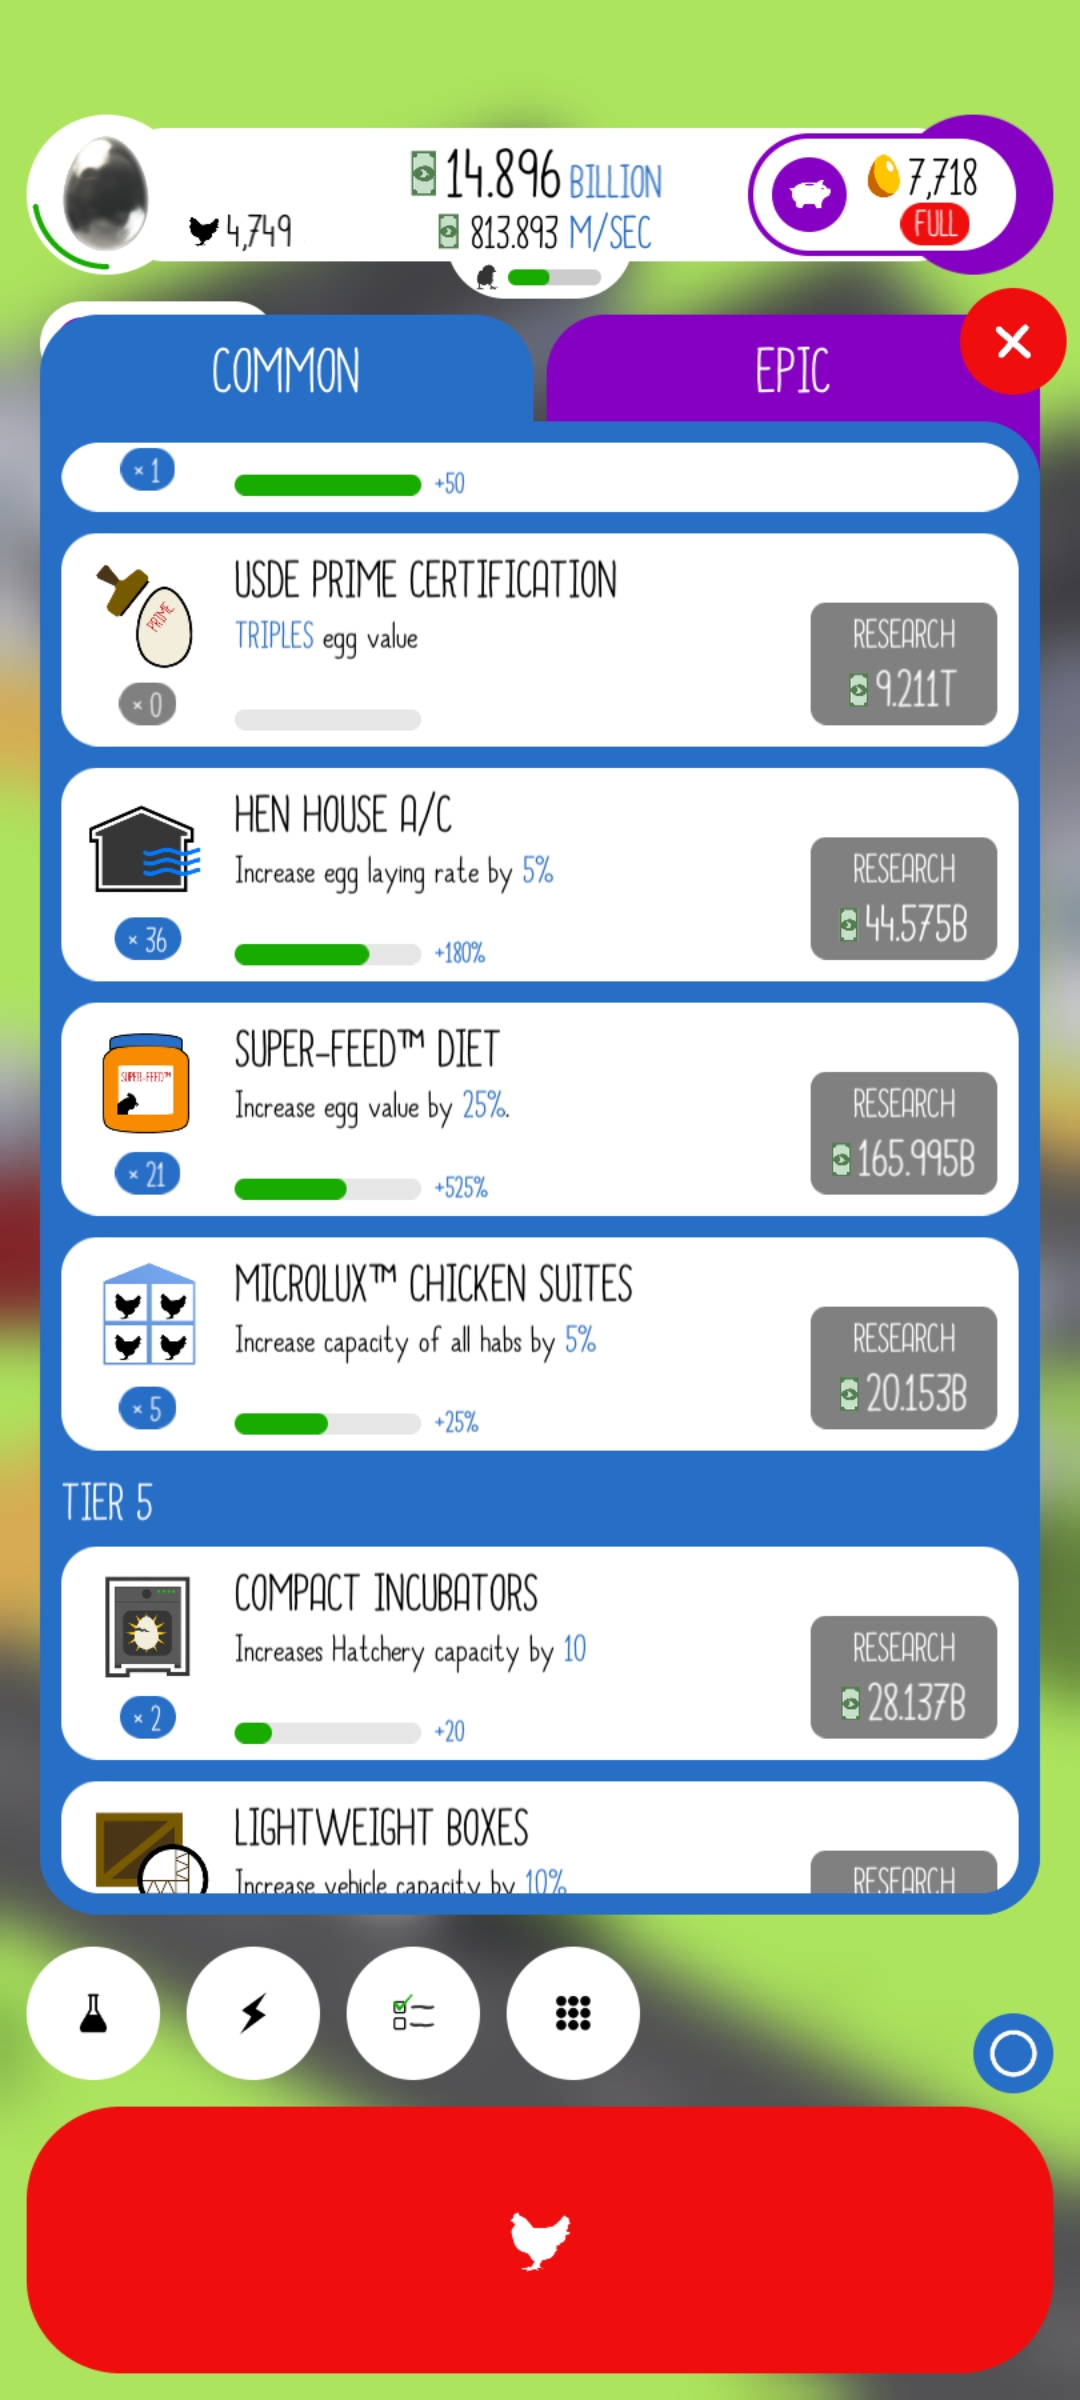 14.896 BILLION
7,718
4,749
813.893 M/SEC
FULL
COMMON
EPIC
× 1
+50
USDE PRIME CERTIFICATION
TRIPLES egg value
PRIME
RESEARCH
9.211T
× 0
HEN HOUSE A/C
Increase egg laying rate by 5%
RESEARCH
44.575B
× 36
+180%
SUPER-FEED™ DIET
Increase egg value by 25%.
SUPER-FEED™
RESEARCH
165.995B
× 21
+525%
MICROLUX™ CHICKEN SUITES
Increase capacity of all habs by 5%
RESEARCH
20.153B
× 5
+25%
TIER 5
COMPACT INCUBATORS
Increases Hatchery capacity by 10
RESEARCH
28.137B
× 2
+20
LIGHTWEIGHT BOXES
Increase vehicle capacity by 10%
RESEARCH